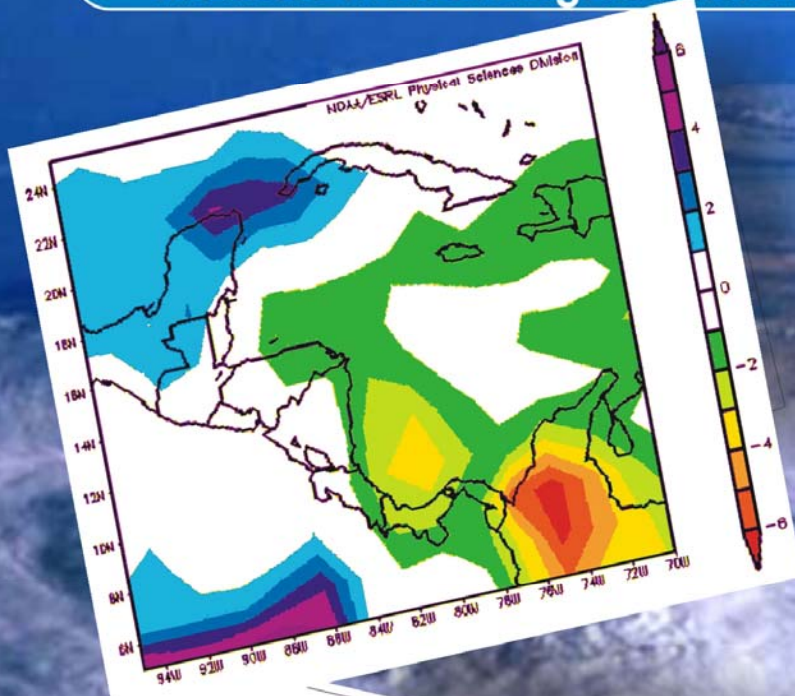 NOAA/ESRL Physical Sciences Division
24N
22N
20N
18N
16N
14N
12N
10N
8N
6N
94W
92W
90W
88W
86W
84W
82W
80W
78W
76W
74W
72W
70W
6
4
2
0
-2
-4
-6